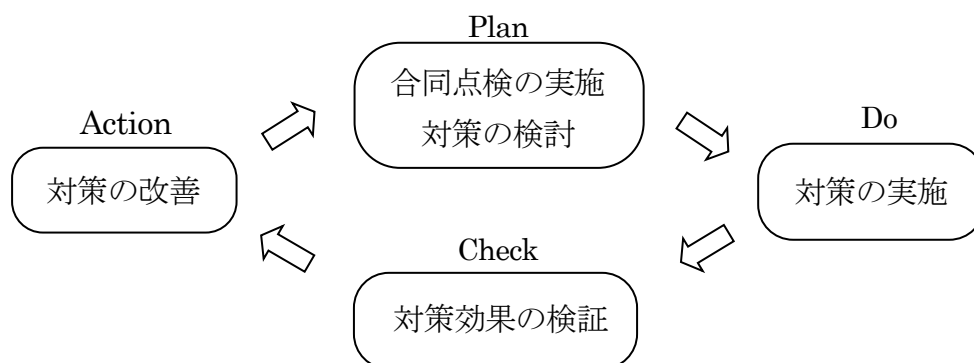 Plan
合同点検の実施
対策の検討
Do
対策の実施
Check
対策効果の検証
Action
対策の改善